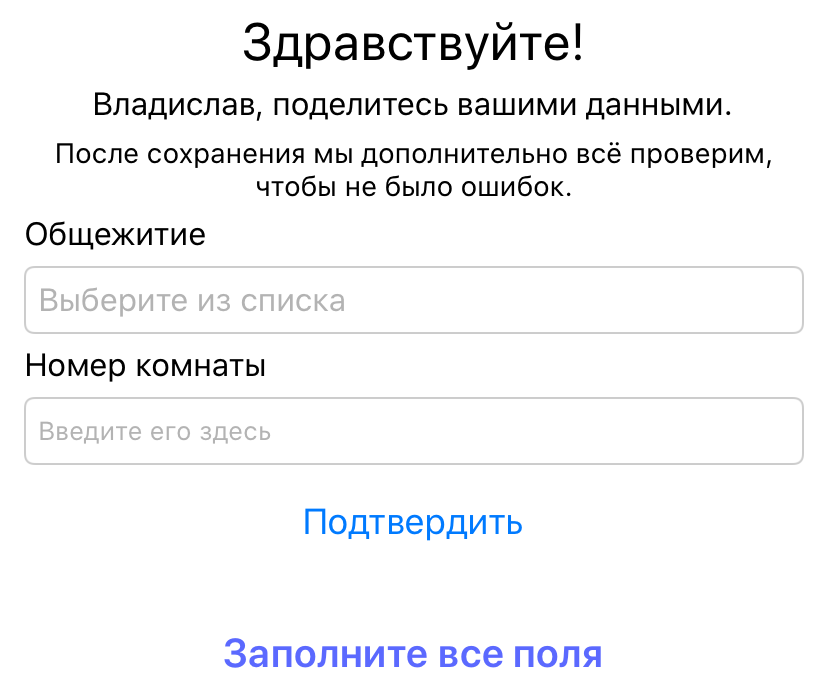 Здравствуйте!
Владислав, поделитесь вашими данными.
После сохранения мы дополнительно всё проверим,
чтобы не было ошибок.
Общежитие
Выберите из списка
Номер комнаты
Введите его здесь
Подтвердить
Заполните все поля